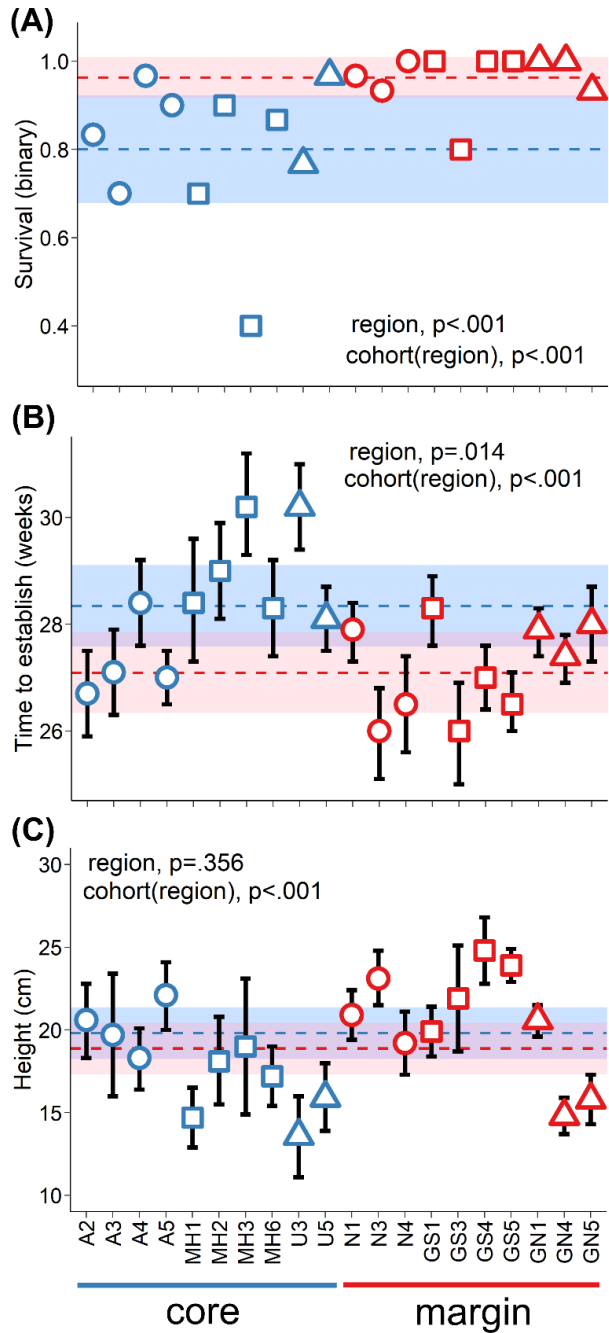 (A)
Survival (binary)
1.0
0.8
0.6
0.4
region, p<.001
cohort(region), p<.001
(B)
Time to establish (weeks)
30
28
26
region, p=.014
cohort(region), p<.001
(C)
Height (cm)
30
25
20
15
10
region, p=.356
cohort(region), p<.001
A2
A3
A4
A5
MH1
MH2
MH3
MH6
U3
U5
N1
N3
N4
GS1
GS3
GS4
GS5
GN1
GN4
GN5
core
margin